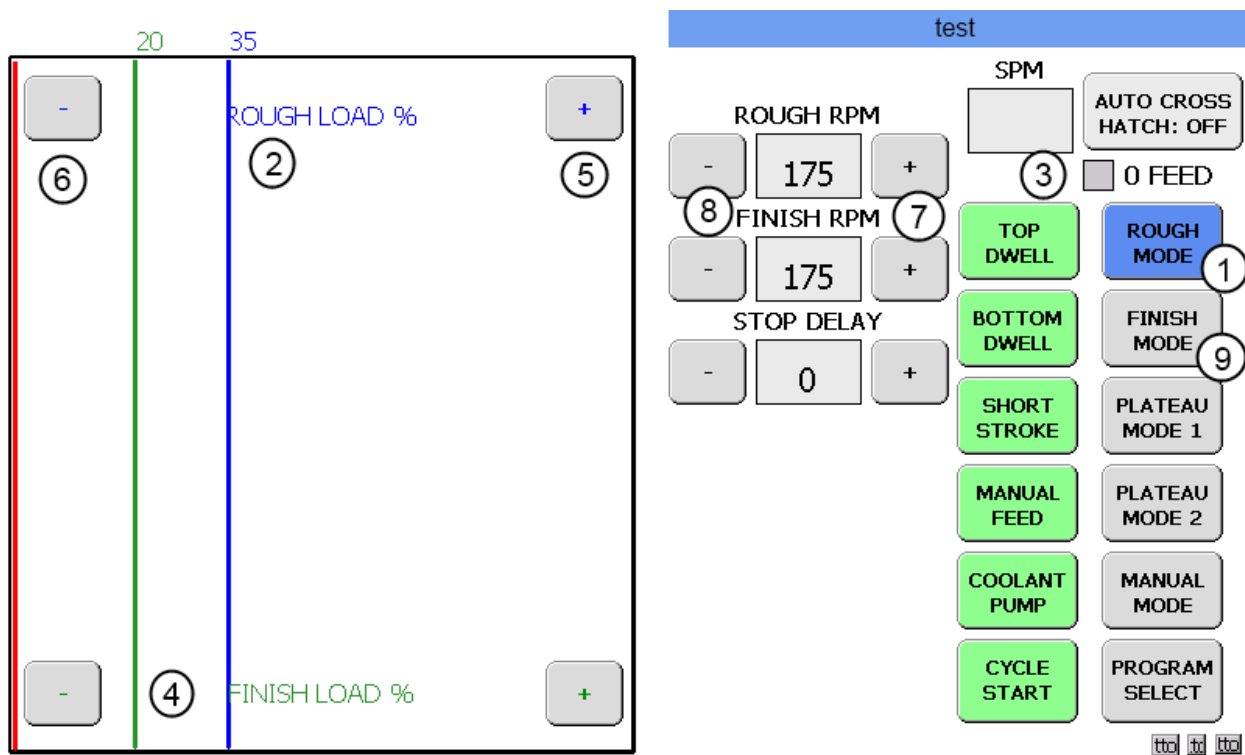 20
35
test
-
ROUGH LOAD %
+
6
2
5
-
4
FINISH LOAD %
+
SPM
AUTO CROSS
HATCH: OFF
ROUGH RPM
-
175
+
3
0 FEED
8
7
FINISH RPM
-
175
+
STOP DELAY
-
0
+
TOP
DWELL
ROUGH
MODE
1
BOTTOM
DWELL
FINISH
MODE
9
SHORT
STROKE
PLATEAU
MODE 1
MANUAL
FEED
PLATEAU
MODE 2
COOLANT
PUMP
MANUAL
MODE
CYCLE
START
PROGRAM
SELECT